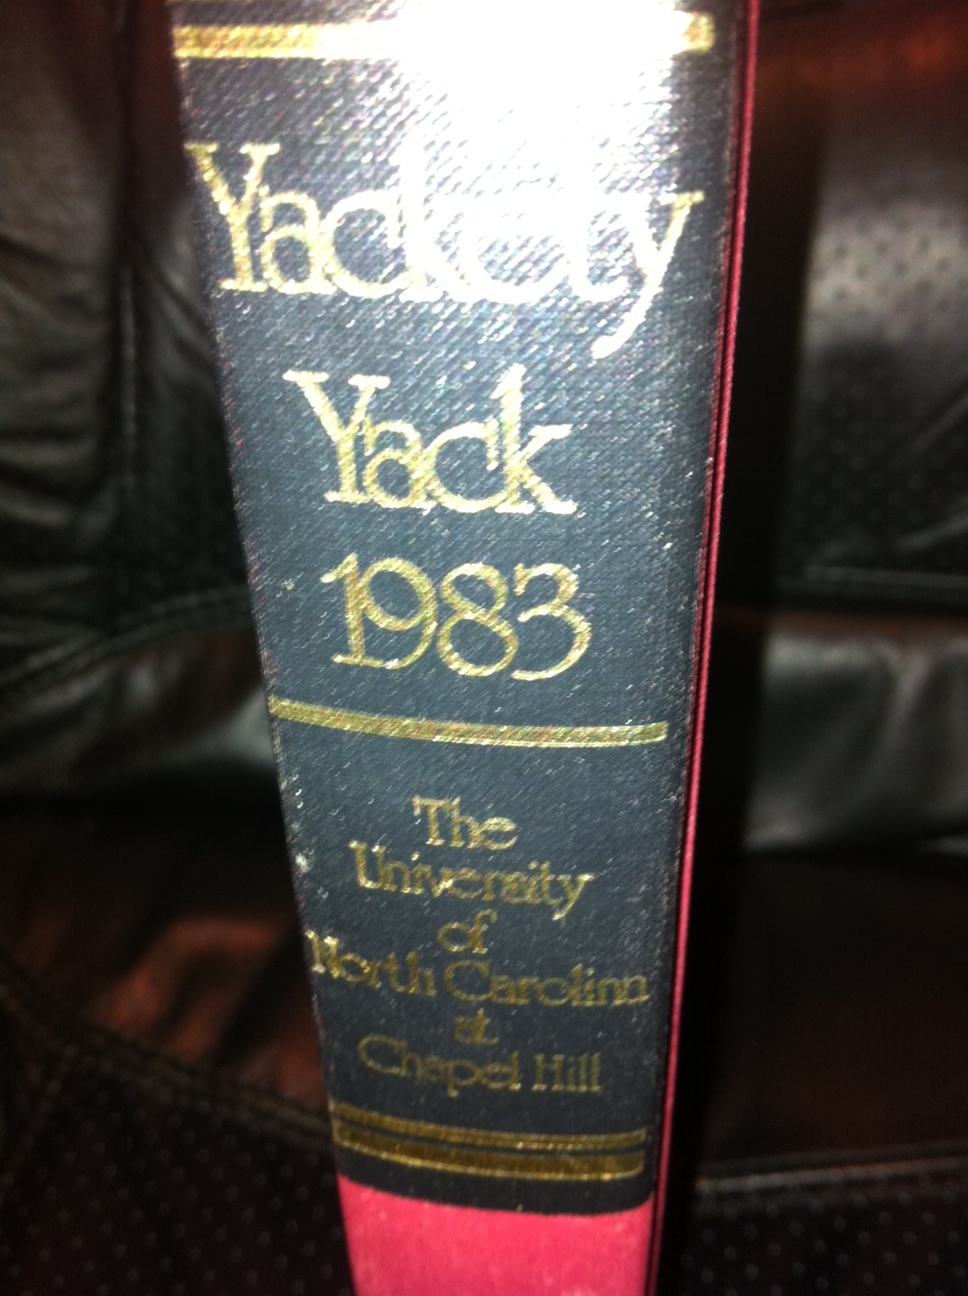 Yackety
Yack
1983
The
University
of
North Carolina
at
Chapel Hill